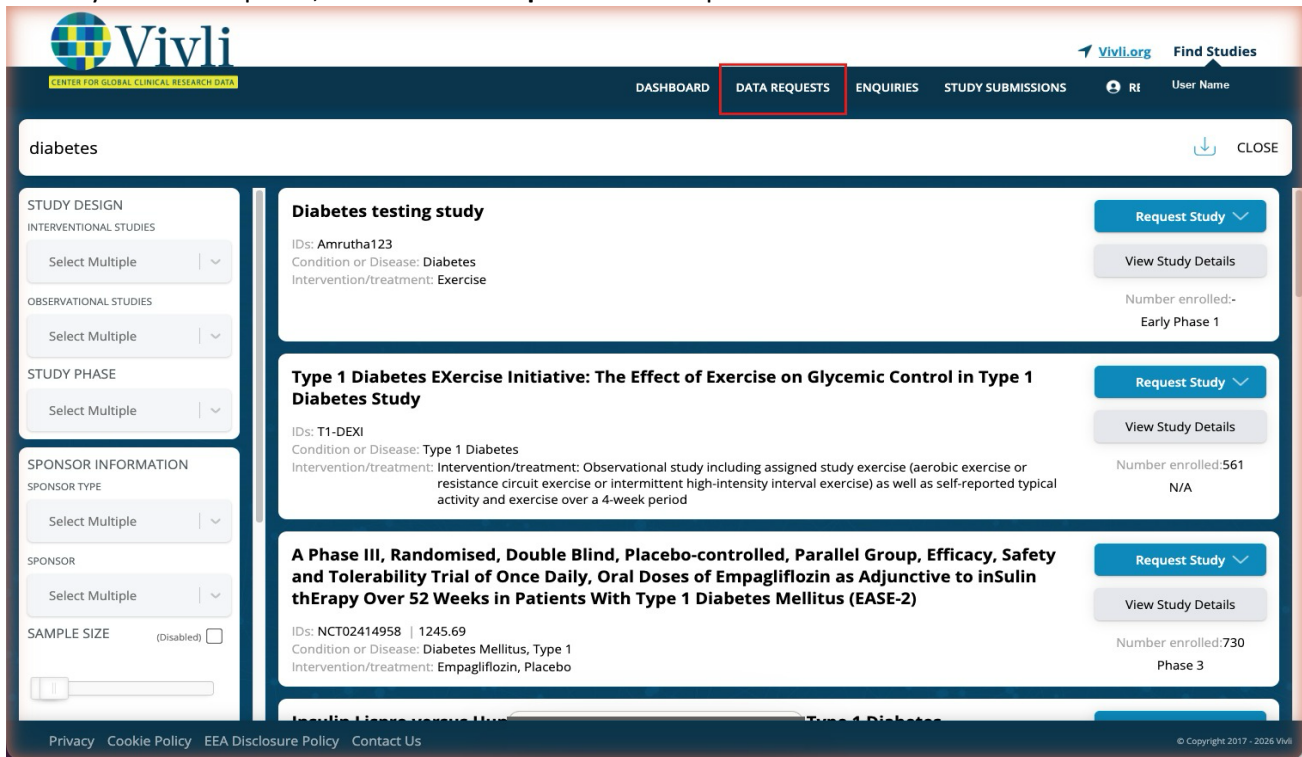 Vivli
CENTER FOR GLOBAL CLINICAL RESEARCH DATA
Vivli.org Find Studies
DASHBOARD DATA REQUESTS ENQUIRIES STUDY SUBMISSIONS RE User Name
diabetes
CLOSE
STUDY DESIGN
INTERVENTIONAL STUDIES
Select Multiple
OBSERVATIONAL STUDIES
Select Multiple
STUDY PHASE
Select Multiple
SPONSOR INFORMATION
SPONSOR TYPE
Select Multiple
SPONSOR
Select Multiple
SAMPLE SIZE (Disabled)
Diabetes testing study
IDs: Amrutha123
Condition or Disease: Diabetes
Intervention/treatment: Exercise
Request Study
View Study Details
Number enrolled:-
Early Phase 1
Type 1 Diabetes EXercise Initiative: The Effect of Exercise on Glycemic Control in Type 1
Diabetes Study
IDs: T1-DEXI
Condition or Disease: Type 1 Diabetes
Intervention/treatment: Intervention/treatment: Observational study including assigned study exercise (aerobic exercise or
resistance circuit exercise or intermittent high-intensity interval exercise) as well as self-reported typical
activity and exercise over a 4-week period
Request Study
View Study Details
Number enrolled:561
N/A
A Phase III, Randomised, Double Blind, Placebo-controlled, Parallel Group, Efficacy, Safety
and Tolerability Trial of Once Daily, Oral Doses of Empagliflozin as Adjunctive to inSulin
thErapy Over 52 Weeks in Patients With Type 1 Diabetes Mellitus (EASE-2)
IDs: NCT02414958 | 1245.69
Condition or Disease: Diabetes Mellitus, Type 1
Intervention/treatment: Empagliflozin, Placebo
Request Study
View Study Details
Number enrolled:730
Phase 3
Privacy Cookie Policy EEA Disclosure Policy Contact Us
© Copyright 2017 - 2026 Vivli